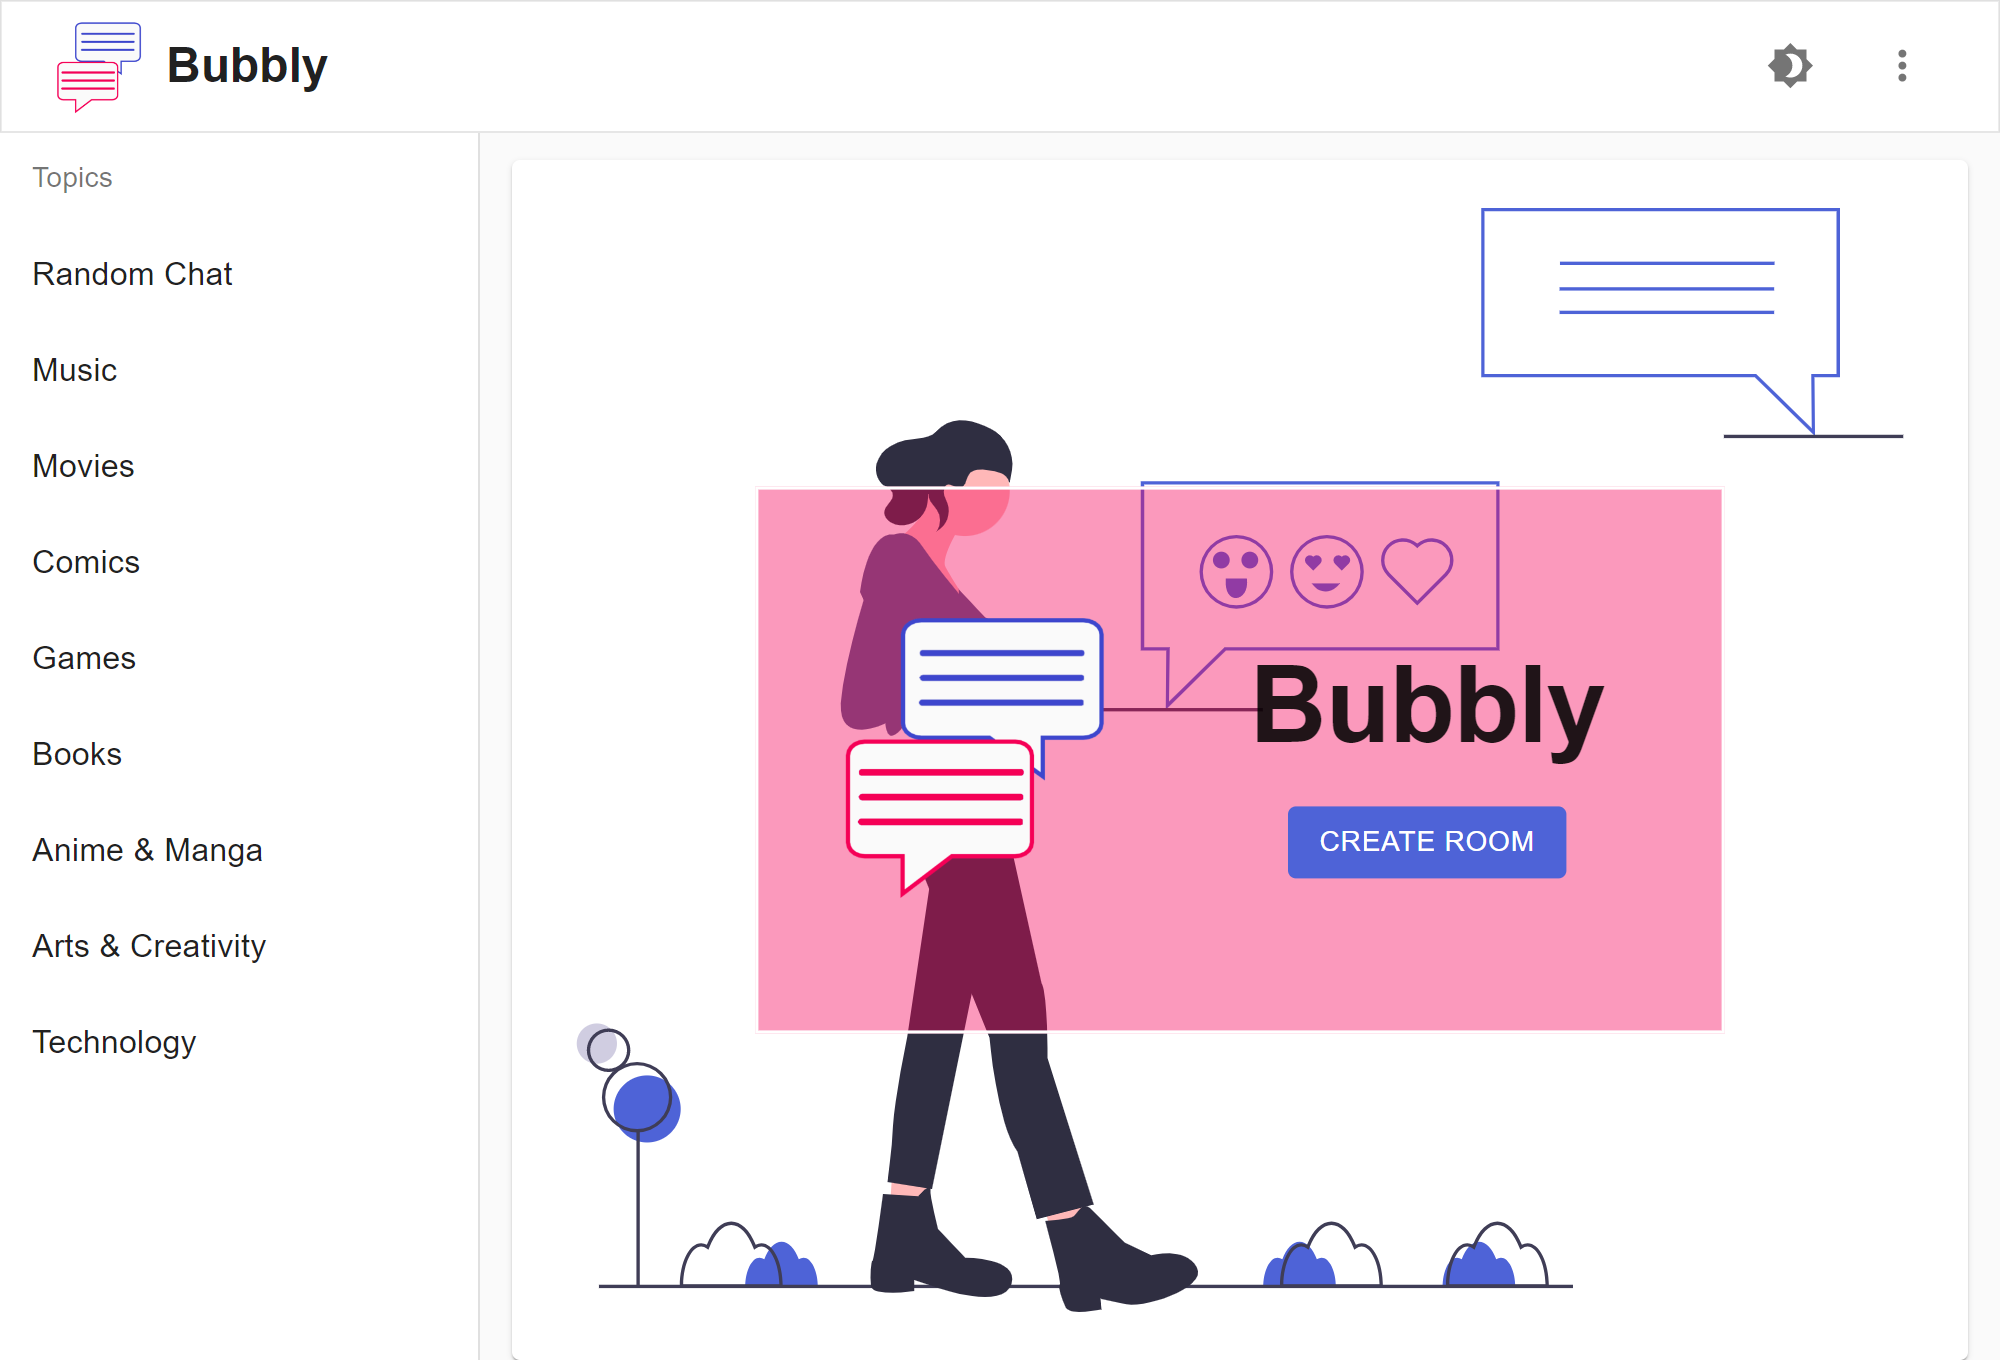 Bubbly
Topics
Random Chat
Music
Movies
Comics
Games
Books
Anime & Manga
Arts & Creativity
Technology
Bubbly
CREATE ROOM